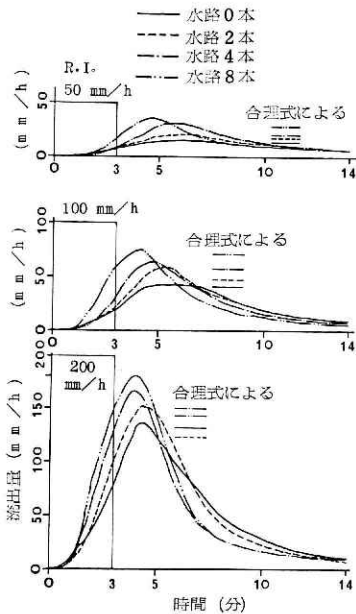 水路0本
水路2本
水路4本
水路8本
R.I。
50 mm/h
50
(mm/h)
合理式による
0
0
3
5
10
14
100 mm/h
100
(mm/h)
50
合理式による
0
0
3
5
10
14
200
mm/h
20
150
100
50
0
合理式による
流出量 (mm/h)
0
3
5
10
14
時間 (分)